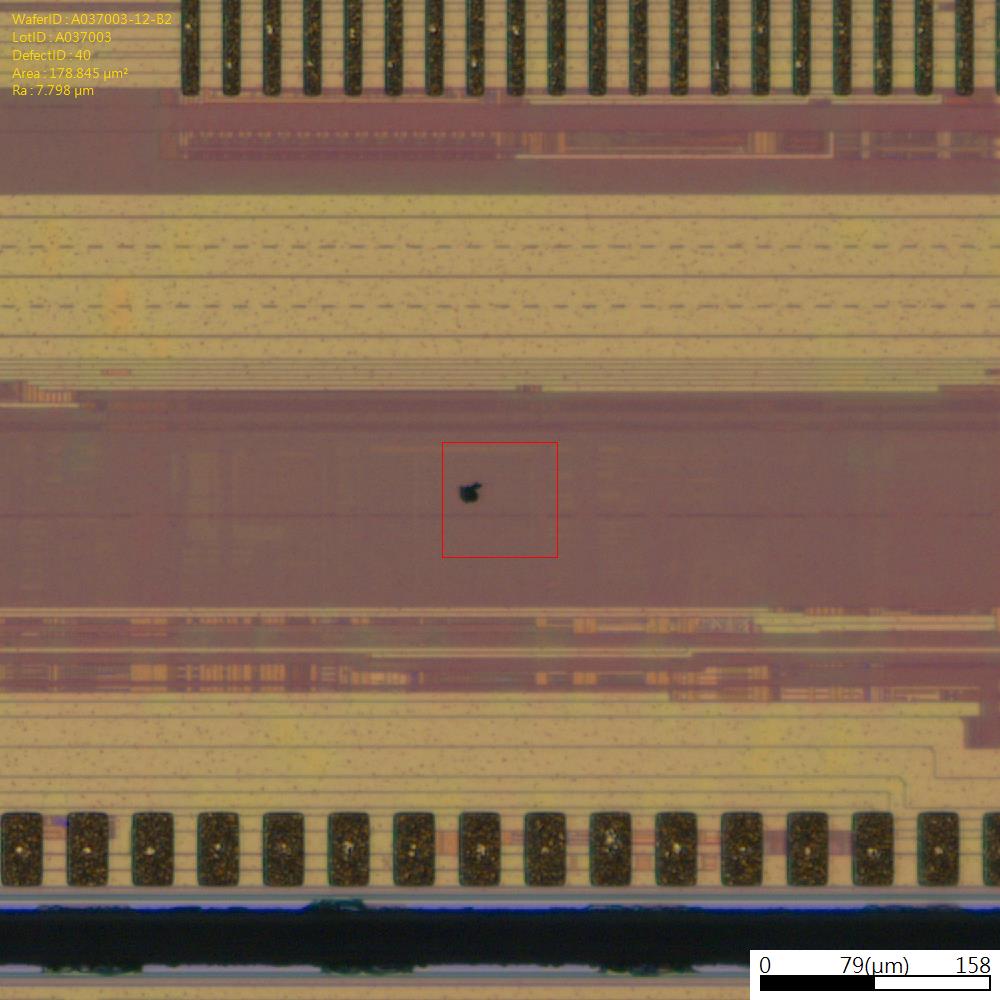 WaferID : A037003-12-B2
LotID : A037003
DefectID : 40
Area : 178.845 µm²
Ra : 7.798 µm
0 79(µm) 158